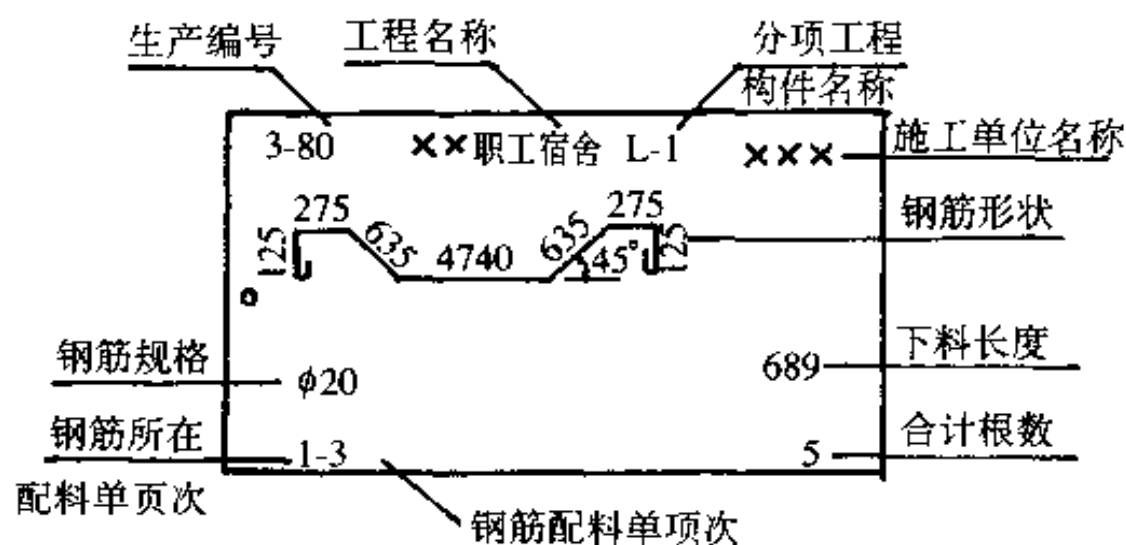 生产编号
工程名称
分项工程
构件名称
3-80
××职工宿舍
L-1
×××
施工单位名称
275
275
钢筋形状
125
635
4740
635
45°
125
钢筋规格
φ20
689
下料长度
钢筋所在
配料单页次
1-3
5
合计根数
钢筋配料单项次